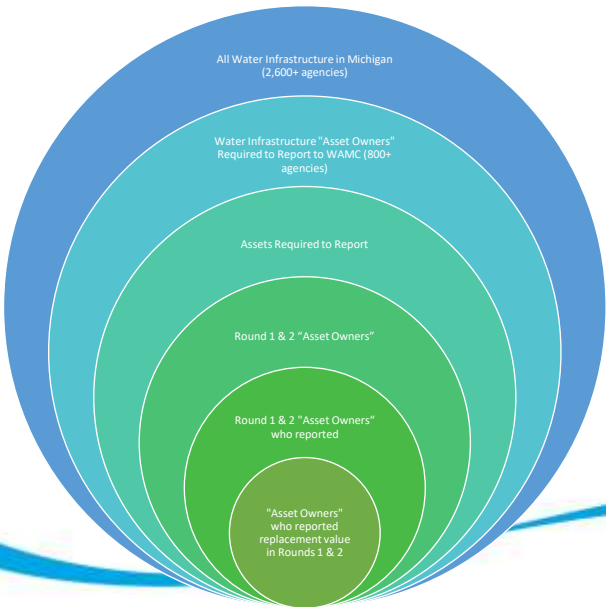 All Water Infrastructure in Michigan
(2,600+ agencies)
Water Infrastructure "Asset Owners"
Required to Report to WAMC (800+
agencies)
Assets Required to Report
Round 1 & 2 “Asset Owners”
Round 1 & 2 "Asset Owners“
who reported
"Asset Owners"
who reported
replacement value
in Rounds 1 & 2